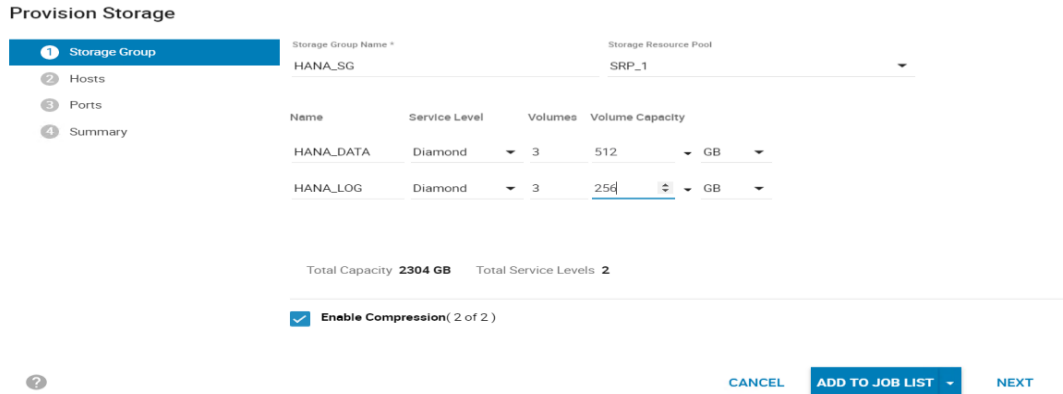 Provision Storage
1 Storage Group
2 Hosts
3 Ports
4 Summary
Storage Group Name * Storage Resource Pool
HANA_SG SRP_1
Name Service Level Volumes Volume Capacity
HANA_DATA Diamond 3 512 GB
HANA_LOG Diamond 3 256 GB
Total Capacity 2304 GB Total Service Levels 2
Enable Compression( 2 of 2 )
? CANCEL ADD TO JOB LIST NEXT